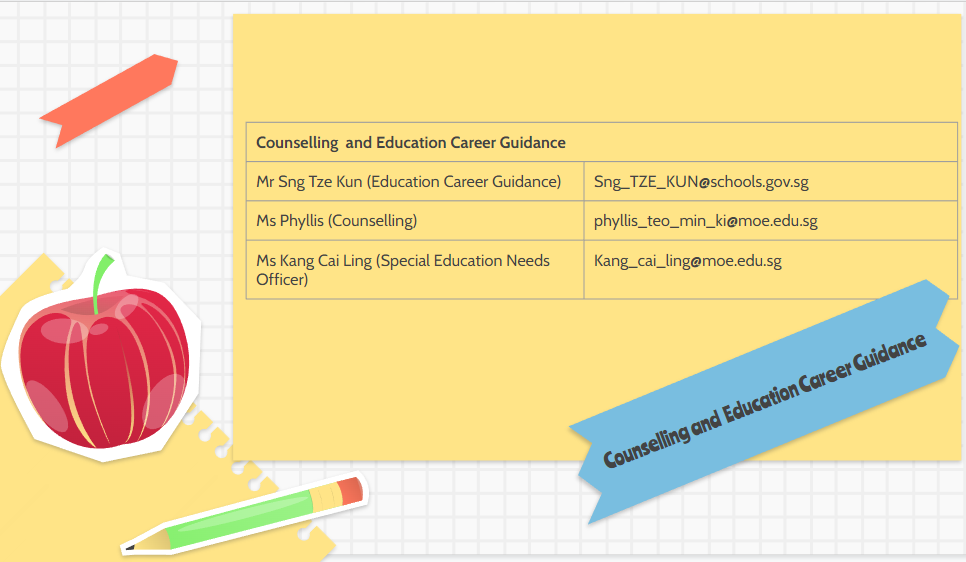 Counselling and Education Career Guidance
Mr Sng Tze Kun (Education Career Guidance) Sng_TZE_KUN@schools.gov.sg
Ms Phyllis (Counselling) phyllis_teo_min_ki@moe.edu.sg
Ms Kang Cai Ling (Special Education Needs Kang_cai_ling@moe.edu.sg
Officer)
Counselling and Education Career Guidance